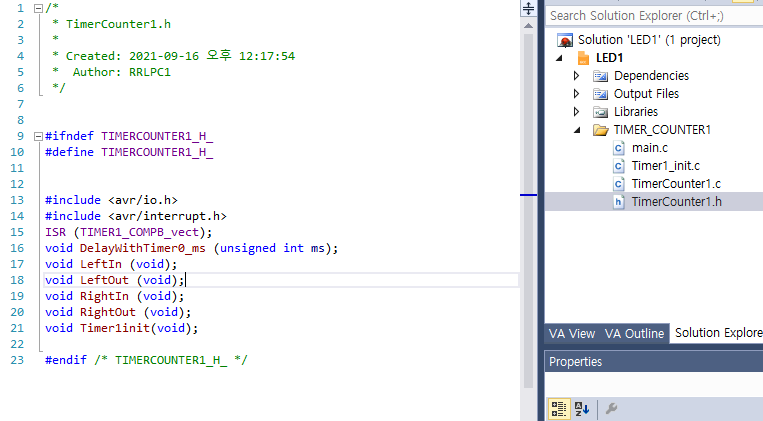 1 /*
2 * TimerCounter1.h
3 *
4 * Created: 2021-09-16 오후 12:17:54
5 * Author: RRLPC1
6 */
7
8
9 #ifndef TIMERCOUNTER1_H_
10 #define TIMERCOUNTER1_H_
11
12
13 #include <avr/io.h>
14 #include <avr/interrupt.h>
15 ISR (TIMER1_COMPB_vect);
16 void DelayWithTimer0_ms (unsigned int ms);
17 void LeftIn (void);
18 void LeftOut (void);
19 void RightIn (void);
20 void RightOut (void);
21 void Timer1init(void);
22
23 #endif /* TIMERCOUNTER1_H_ */
Search Solution Explorer (Ctrl+;)
Solution 'LED1' (1 project)
LED1
Dependencies
Output Files
Libraries
TIMER_COUNTER1
main.c
Timer1_init.c
TimerCounter1.c
TimerCounter1.h
VA View VA Outline Solution Explore
Properties